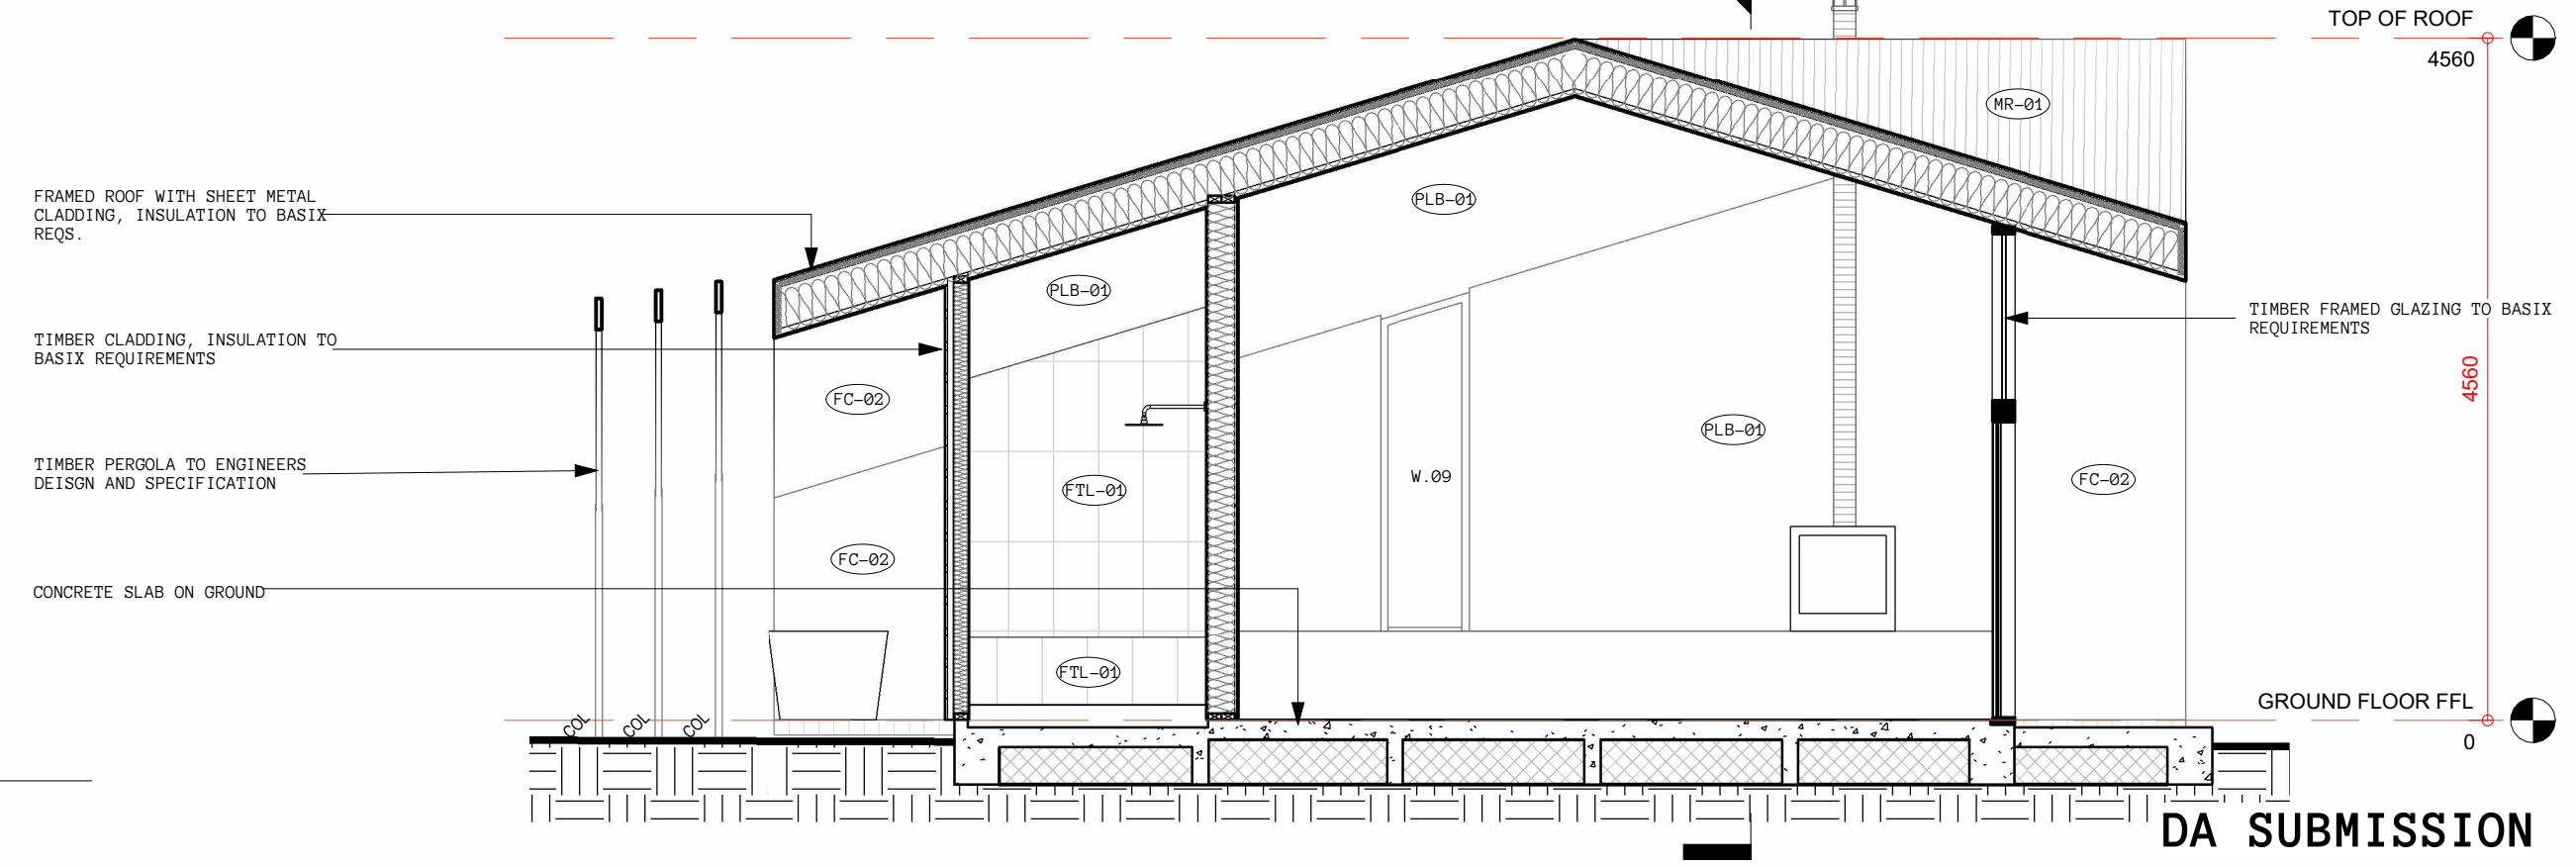 TOP OF ROOF
4560
MR-01
FRAMED ROOF WITH SHEET METAL
CLADDING, INSULATION TO BASIX
REQS.
PLB-01
PLB-01
TIMBER FRAMED GLAZING TO BASIX
REQUIREMENTS
TIMBER CLADDING, INSULATION TO
BASIX REQUIREMENTS
4560
FC-02
PLB-01
TIMBER PERGOLA TO ENGINEERS
DEISGN AND SPECIFICATION
FTL-01
W.09
FC-02
FC-02
CONCRETE SLAB ON GROUND
FTL-01
GROUND FLOOR FFL
COL
COL
COL
0
DA SUBMISSION